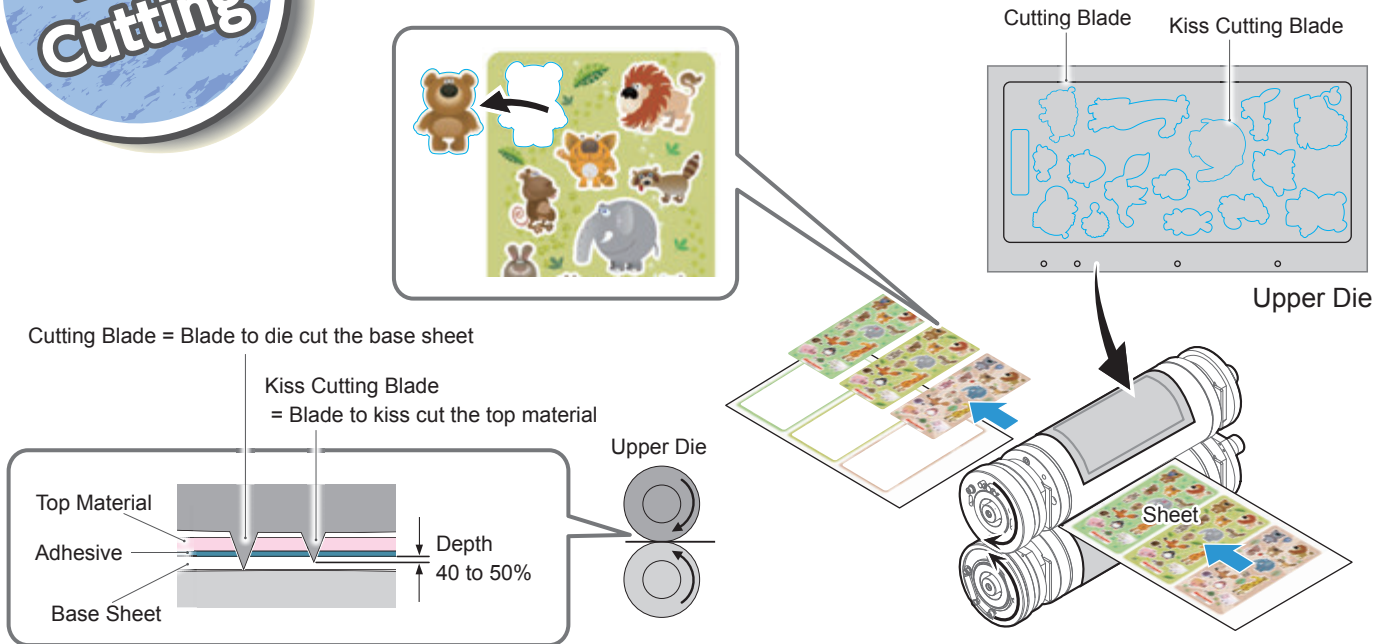 Cutting
Cutting Blade
Kiss Cutting Blade
Upper Die
Cutting Blade = Blade to die cut the base sheet
Kiss Cutting Blade
= Blade to kiss cut the top material
Upper Die
Top Material
Adhesive
Base Sheet
Depth
40 to 50%
Sheet